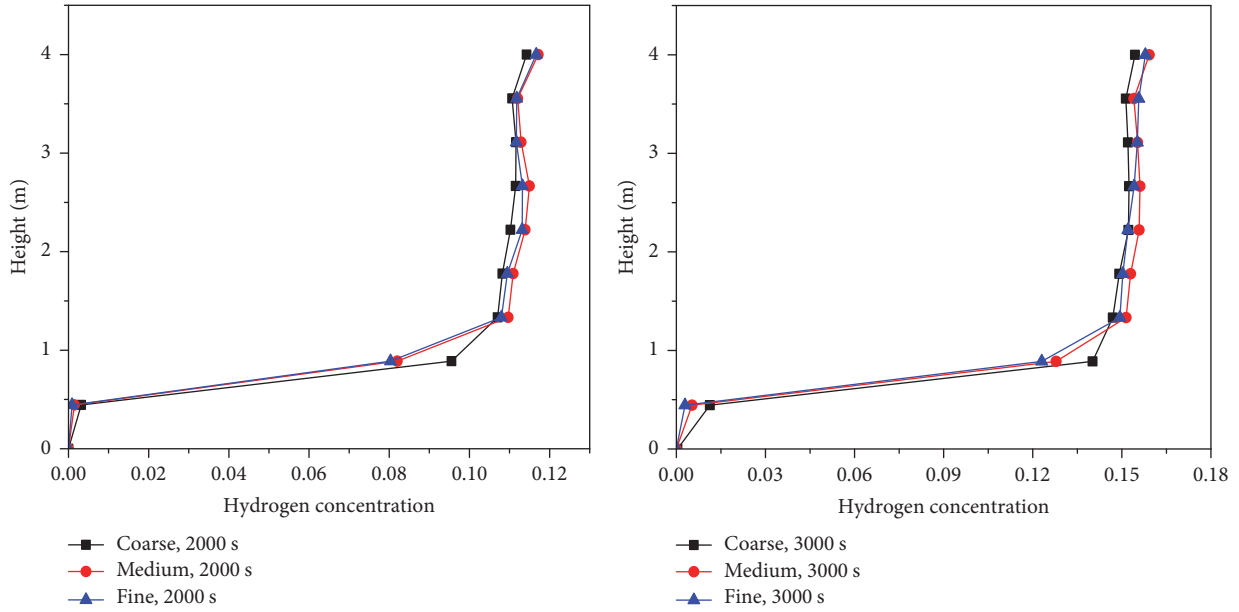 4
3
2
1
0
Height (m)
0.00 0.02 0.04 0.06 0.08 0.10 0.12
Hydrogen concentration
Coarse, 2000 s
Medium, 2000 s
Fine, 2000 s
4
3
2
1
0
Height (m)
0.00 0.03 0.06 0.09 0.12 0.15 0.18
Hydrogen concentration
Coarse, 3000 s
Medium, 3000 s
Fine, 3000 s